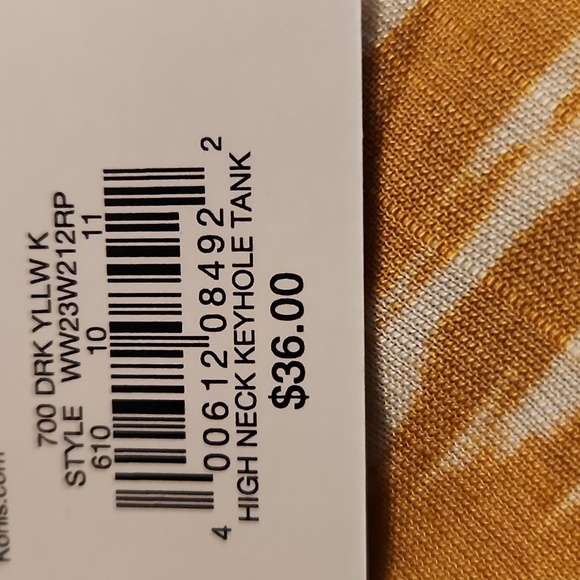 Kohls.com
700 DRK YLLW K
STYLE WW23W212RP
610 10 11
4 00612 08492 2
HIGH NECK KEYHOLE TANK
$36.00